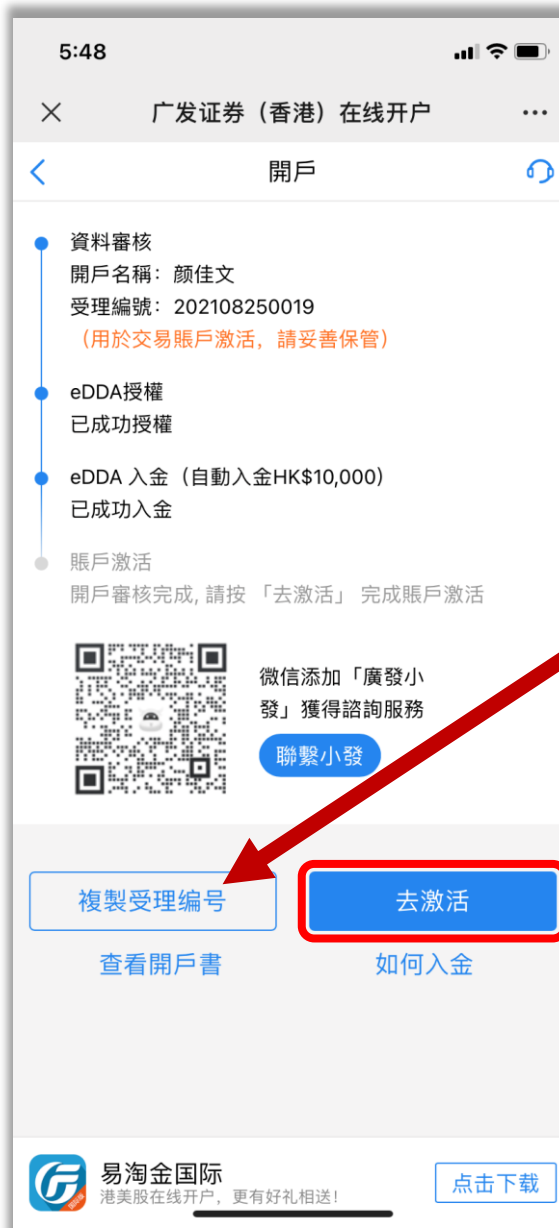 5:48
广发证券（香港）在线开户
開戶
資料審核
開戶名稱：颜佳文
受理編號：202108250019
（用於交易賬戶激活，請妥善保管）
eDDA授權
已成功授權
eDDA 入金（自動入金HK$10,000）
已成功入金
賬戶激活
開戶審核完成, 請按 「去激活」 完成賬戶激活
微信添加「廣發小
發」獲得諮詢服務
聯繫小發
複製受理编号
去激活
查看開戶書
如何入金
易淘金国际
港美股在线开户，更有好礼相送！
点击下载